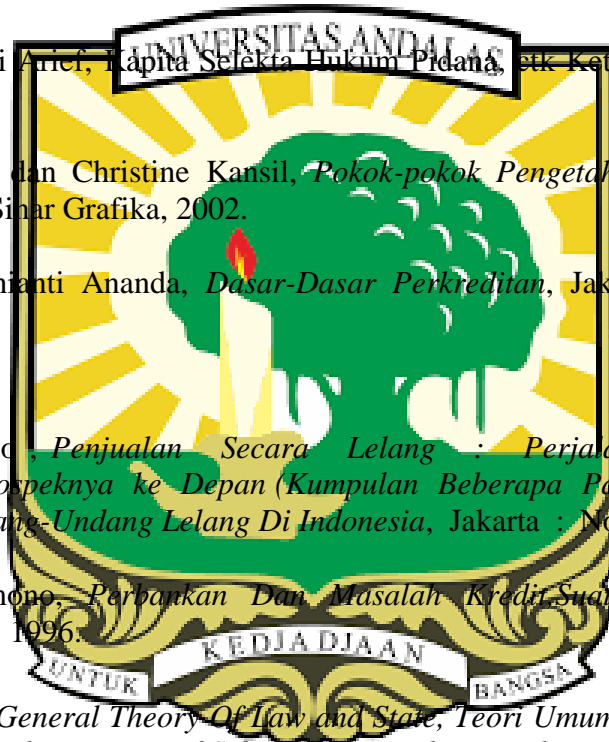 UNIVERSITAS ANDALAS
i Arief, Kapita Selekta Hukum Pidana, ctk Ket
dan Christine Kansil, Pokok-pokok Pengetah
Sinar Grafika, 2002.
nianti Ananda, Dasar-Dasar Perkreditan, Jak
o , Penjualan Secara Lelang : Perjala
ospeknya ke Depan (Kumpulan Beberapa Pa
ang-Undang Lelang Di Indonesia, Jakarta : No
nono, Perbankan Dan Masalah Kredit,Suat
1996.
KEDJADJAAN
UNTUK BANGSA
General Theory Of Law and State, Teori Umum